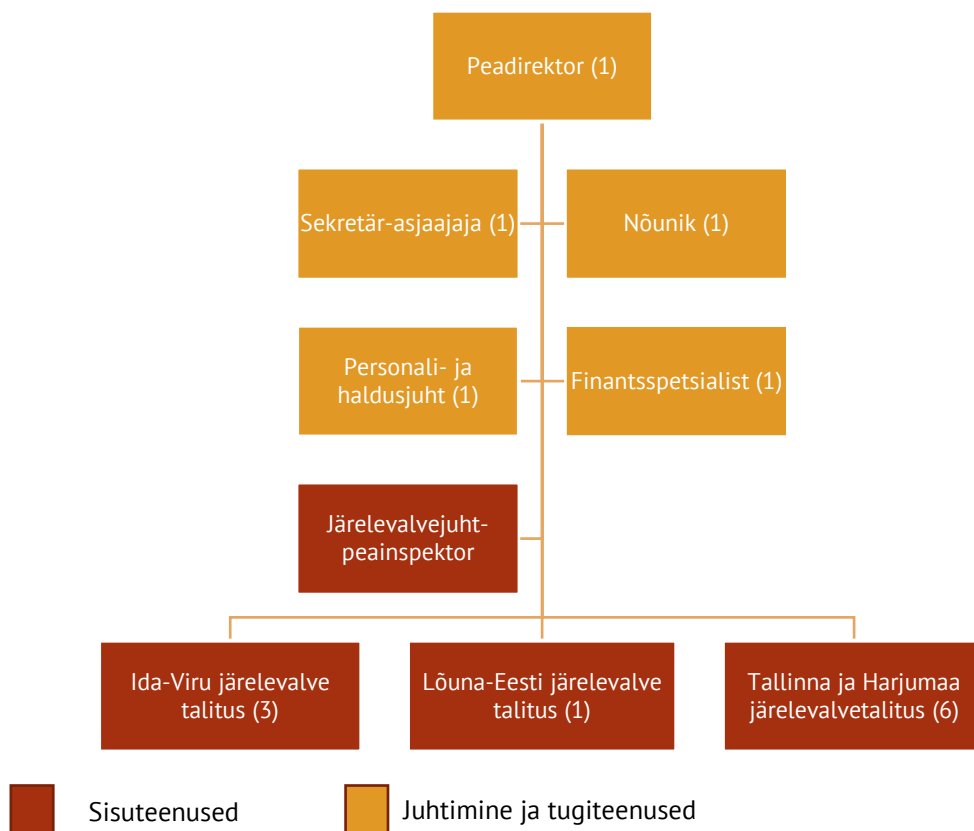 Peadirektor (1)
Sekretär-asjaajaja (1)
Nõunik (1)
Personali- ja
haldusjuht (1)
Finantsspetsialist (1)
Järelevalvejuht-
peainspektor
Ida-Viru järelevalve
talitus (3)
Lõuna-Eesti järelevalve
talitus (1)
Tallinna ja Harjumaa
järelevalvetalitus (6)
Sisuteenused
Juhtimine ja tugiteenused